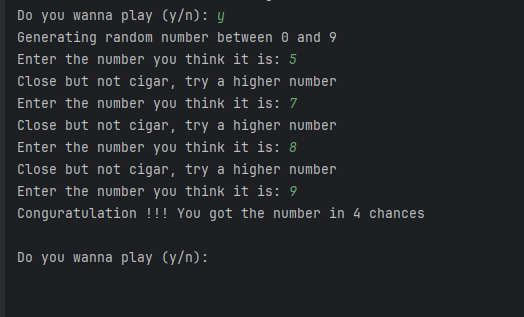 Do you wanna play (y/n): y
Generating random number between 0 and 9
Enter the number you think it is: 5
Close but not cigar, try a higher number
Enter the number you think it is: 7
Close but not cigar, try a higher number
Enter the number you think it is: 8
Close but not cigar, try a higher number
Enter the number you think it is: 9
Conguratulation !!! You got the number in 4 chances
Do you wanna play (y/n):